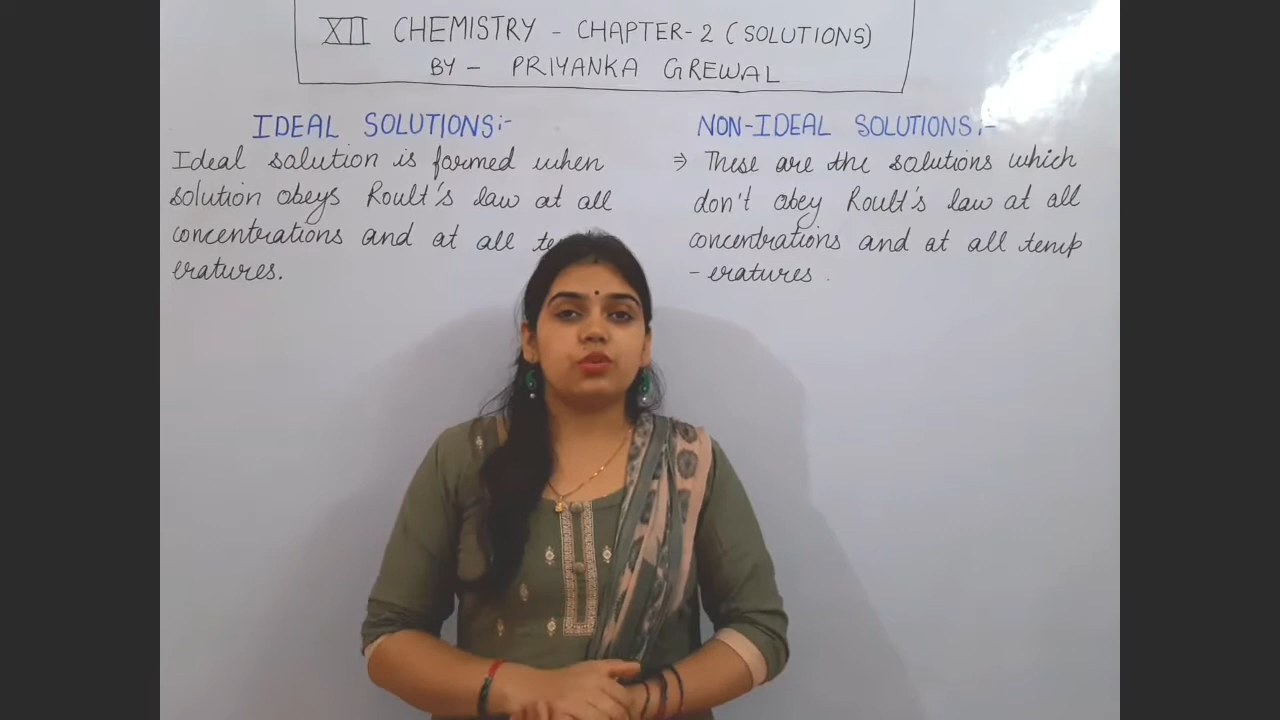 XII CHEMISTRY - CHAPTER-2 (SOLUTIONS)
BY - PRIYANKA GREWAL
IDEAL SOLUTIONS:-
Ideal solution is formed when
solution obeys Roult's law at all
concentrations and at all te
eratures.
NON-IDEAL SOLUTIONS:-
⇒ These are the solutions which
don't obey Roult's law at all
concentrations and at all temp
- eratures.